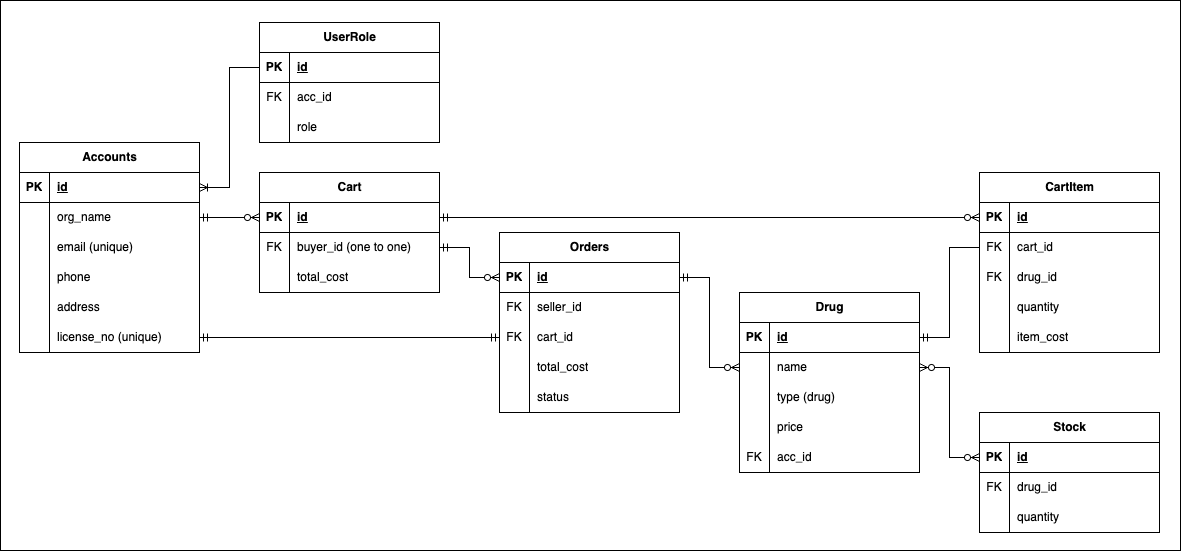 UserRole
PK id
FK acc_id
role
Accounts
PK id
org_name
email (unique)
phone
address
license_no (unique)
Cart
PK id
FK buyer_id (one to one)
total_cost
Orders
PK id
FK seller_id
FK cart_id
total_cost
status
Drug
PK id
name
type (drug)
price
FK acc_id
CartItem
PK id
FK cart_id
FK drug_id
quantity
item_cost
Stock
PK id
FK drug_id
quantity